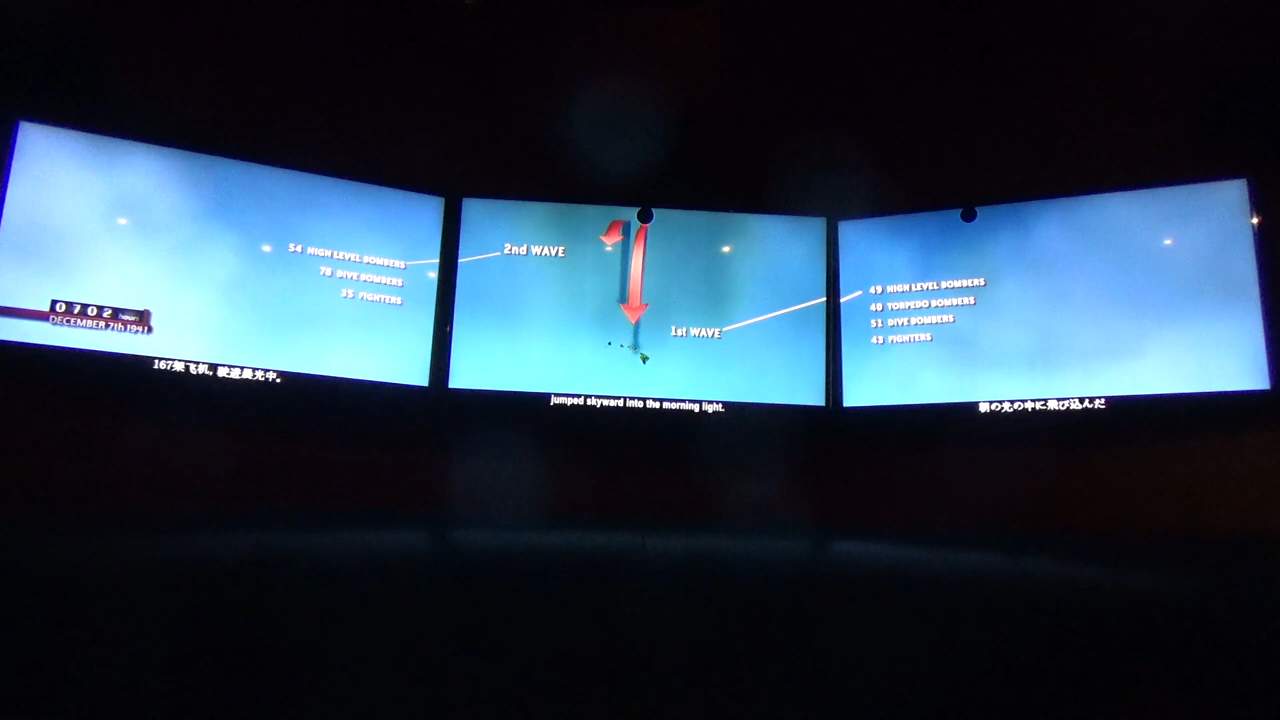 54 HIGH LEVEL BOMBERS
78 DIVE BOMBERS
35 FIGHTERS
0702 hours
DECEMBER 7th 1941
167架飞机, 驶进晨光中。
2nd WAVE
1st WAVE
jumped skyward into the morning light.
49 HIGH LEVEL BOMBERS
40 TORPEDO BOMBERS
51 DIVE BOMBERS
43 FIGHTERS
朝の光の中に飛び込んだ